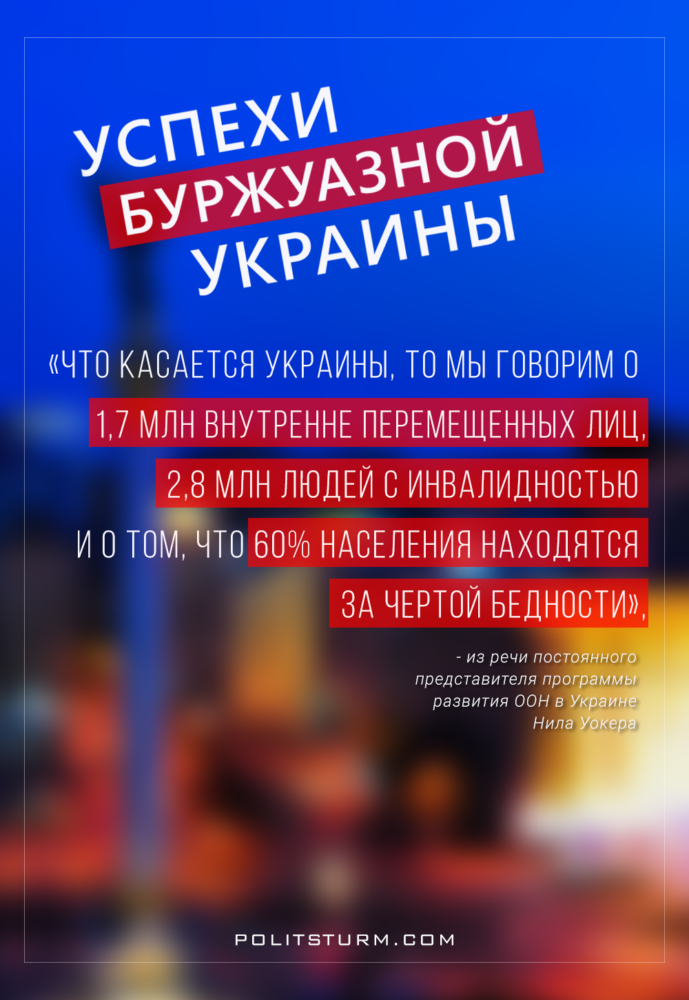 УСПЕХИ
БУРЖУАЗНОЙ
УКРАИНЫ
«ЧТО КАСАЕТСЯ УКРАИНЫ, ТО МЫ ГОВОРИМ О
1,7 МЛН ВНУТРЕННЕ ПЕРЕМЕЩЕННЫХ ЛИЦ,
2,8 МЛН ЛЮДЕЙ С ИНВАЛИДНОСТЬЮ
И О ТОМ, ЧТО 60% НАСЕЛЕНИЯ НАХОДЯТСЯ
ЗА ЧЕРТОЙ БЕДНОСТИ»,
- из речи постоянного
представителя программы
развития ООН в Украине
Нила Уокера
POLITSTURM.COM